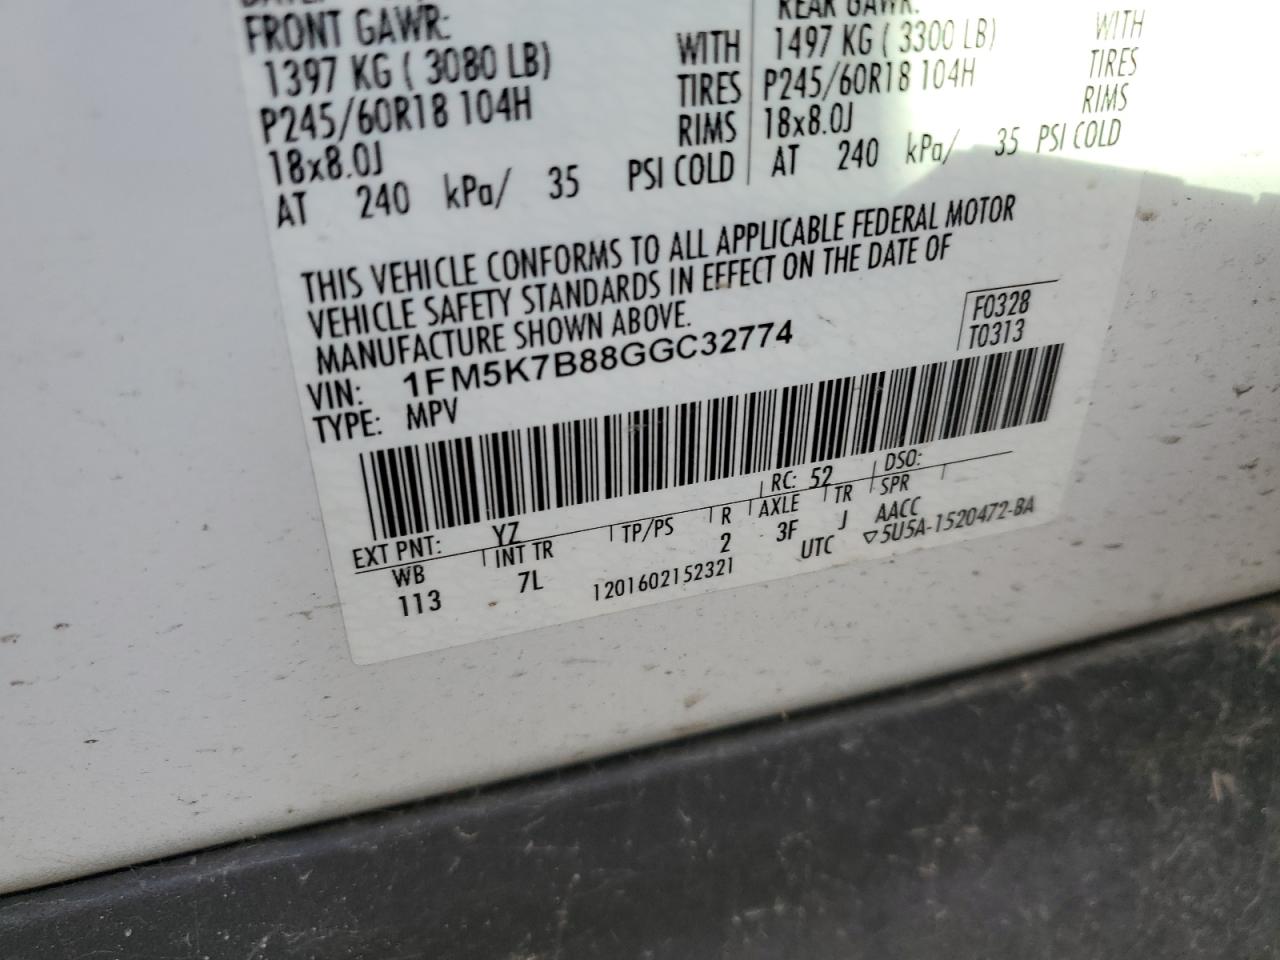 FRONT GAWR:
1397 KG ( 3080 LB) WITH
P245/60R18 104H TIRES
18x8.0J RIMS
AT 240 kPa/ 35 PSI COLD
REAR GAWR:
1497 KG ( 3300 LB) WITH
P245/60R18 104H TIRES
18x8.0J RIMS
AT 240 kPa/ 35 PSI COLD
THIS VEHICLE CONFORMS TO ALL APPLICABLE FEDERAL MOTOR
VEHICLE SAFETY STANDARDS IN EFFECT ON THE DATE OF
MANUFACTURE SHOWN ABOVE.
F0328
T0313
VIN: 1FM5K7B88GGC32774
TYPE: MPV
EXT PNT: YZ RC: 52 DSO:
WB INT TR TP/PS R AXLE TR SPR
113 7L 2 3F J AACC
1201602152321 UTC ▽5U5A-1520472-BA